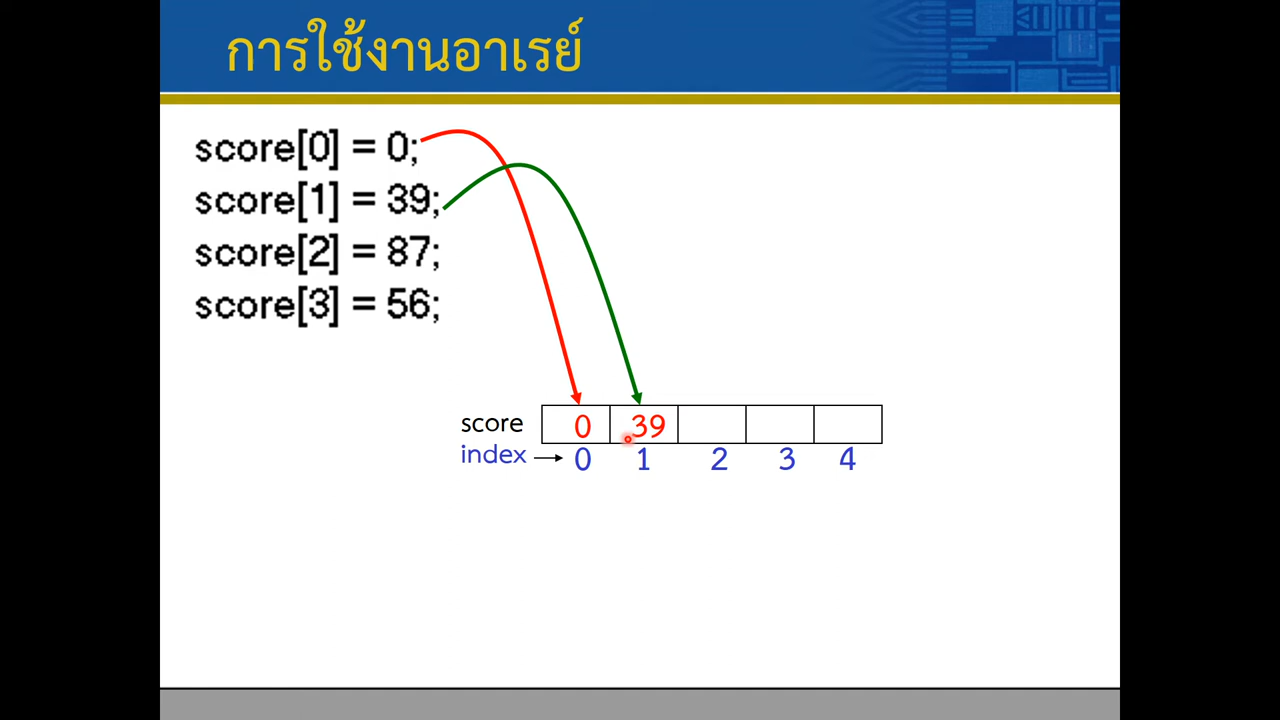 การใช้งานอาเรย์
score[0] = 0;
score[1] = 39;
score[2] = 87;
score[3] = 56;
score 0 39
index 0 1 2 3 4